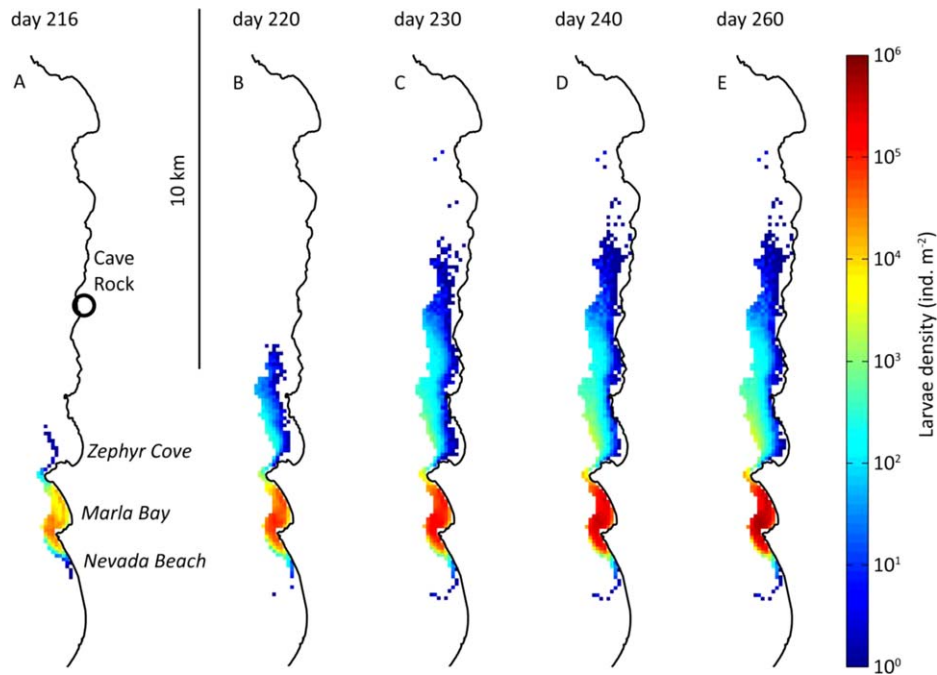 day 216
day 220
day 230
day 240
day 260
A
B
C
D
E
10 km
Cave
Rock
Zephyr Cove
Marla Bay
Nevada Beach
10⁶
10⁵
10⁴
10³
10²
10¹
10⁰
Larvae density (ind. m⁻²)